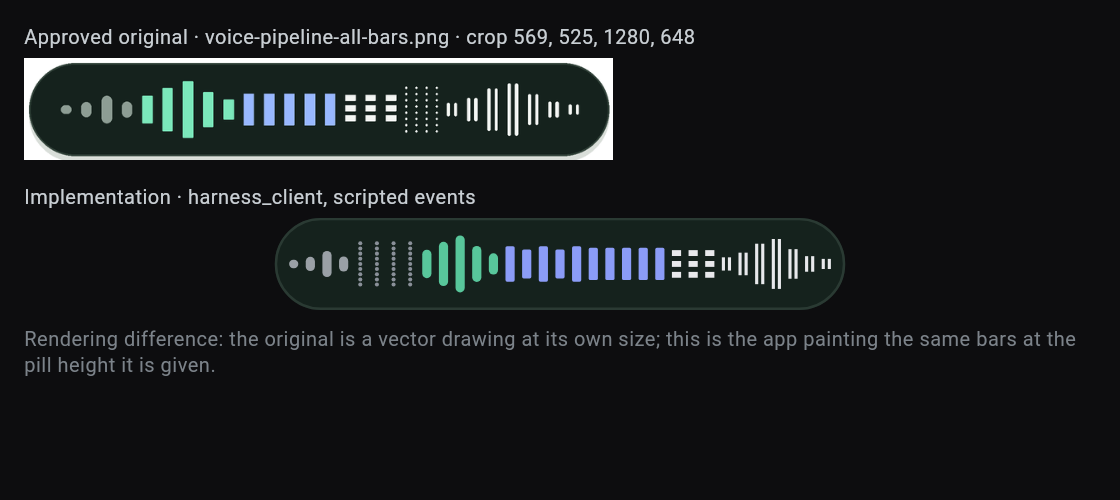 Approved original · voice-pipeline-all-bars.png · crop 569, 525, 1280, 648
Implementation · harness_client, scripted events
Rendering difference: the original is a vector drawing at its own size; this is the app painting the same bars at the
pill height it is given.